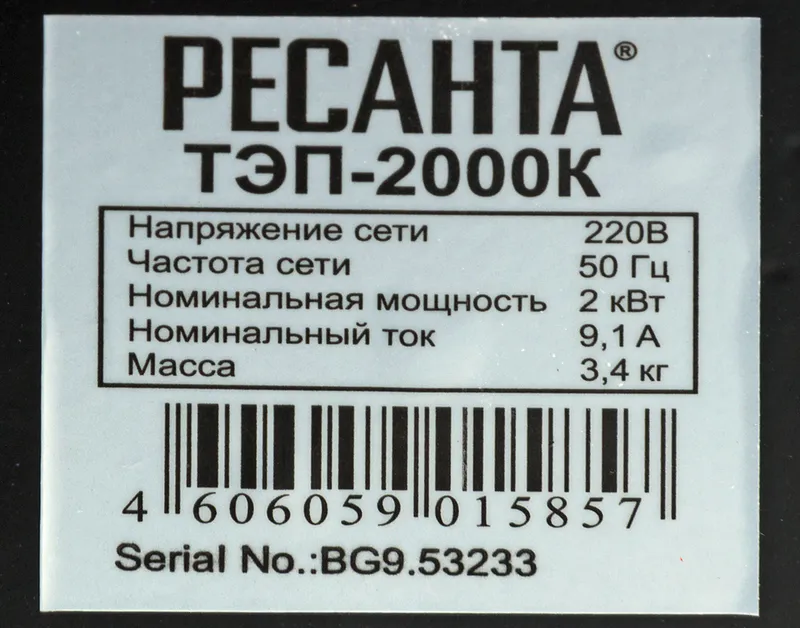 РЕСАНТА®
ТЭП-2000К
Напряжение сети 220В
Частота сети 50 Гц
Номинальная мощность 2 кВт
Номинальный ток 9,1 А
Масса 3,4 кг
4 606059 015857
Serial No.:BG9.53233